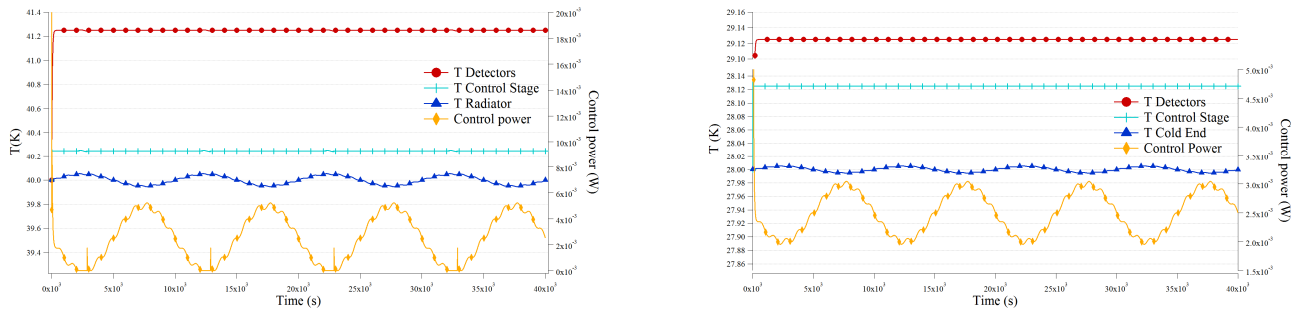 41.4
41.2
41.0
40.8
40.6
40.4
40.2
40.0
39.8
39.6
39.4
T(K)
T Detectors
T Control Stage
T Radiator
Control power
20x10⁻³
18x10⁻³
16x10⁻³
14x10⁻³
12x10⁻³
10x10⁻³
8x10⁻³
6x10⁻³
4x10⁻³
2x10⁻³
0x10⁻³
Control power (W)
0x10³ 5x10³ 10x10³ 15x10³ 20x10³ 25x10³ 30x10³ 35x10³ 40x10³
Time (s)
29.16
29.14
29.12
29.10
28.14
28.12
28.10
28.08
28.06
28.04
28.02
28.00
27.98
27.96
27.94
27.92
27.90
27.88
27.86
T (K)
T Detectors
T Control Stage
T Cold End
Control Power
5.0x10⁻³
4.5x10⁻³
4.0x10⁻³
3.5x10⁻³
3.0x10⁻³
2.5x10⁻³
2.0x10⁻³
1.5x10⁻³
Control power (W)
0x10³ 5x10³ 10x10³ 15x10³ 20x10³ 25x10³ 30x10³ 35x10³ 40x10³
Time (s)